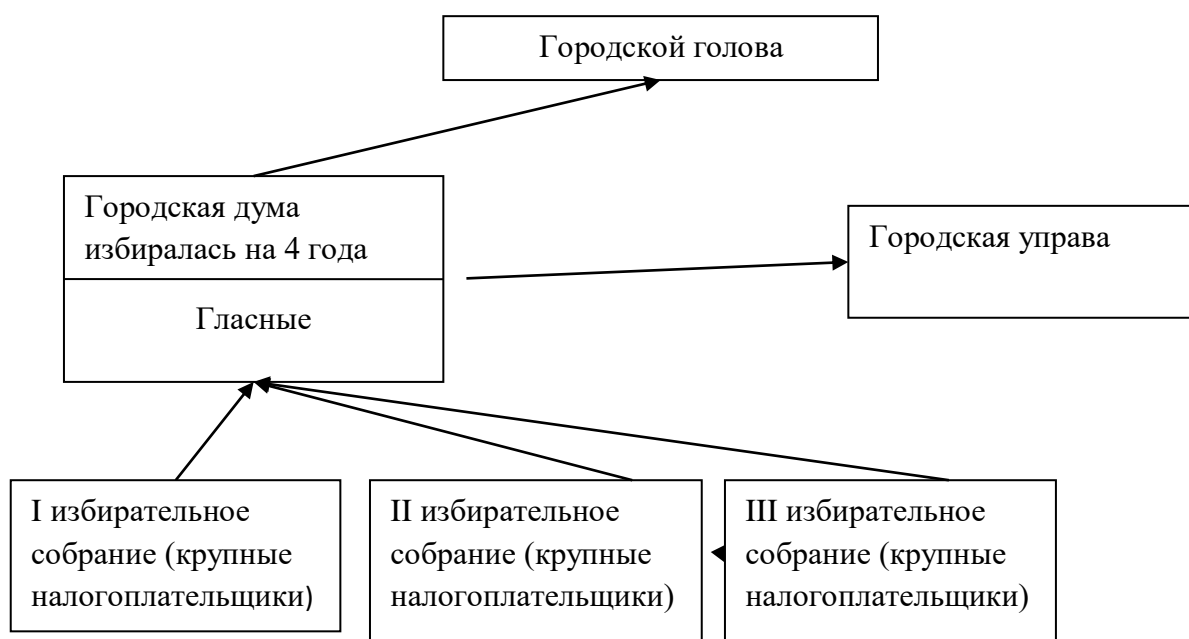 Городской голова
Городская дума
избиралась на 4 года
Городская управа
Гласные
I избирательное
собрание (крупные
налогоплательщики)
II избирательное
собрание (крупные
налогоплательщики)
III избирательное
собрание (крупные
налогоплательщики)